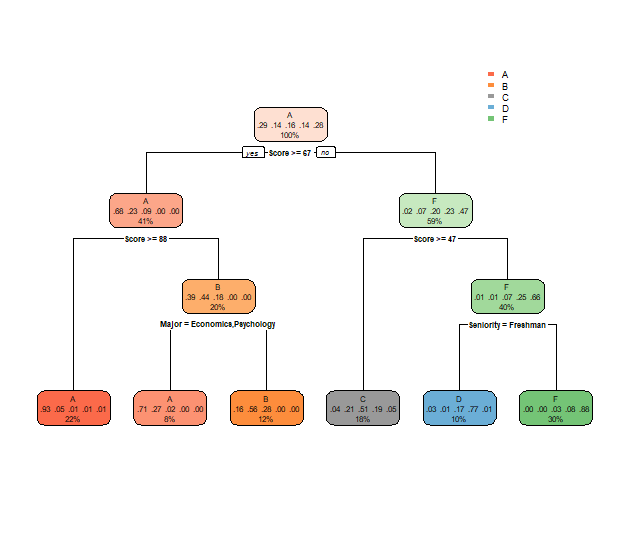 A
B
C
D
F
A
.29 .14 .16 .14 .28
100%
yes Score >= 67 no
A
.68 .23 .09 .00 .00
41%
F
.02 .07 .20 .23 .47
59%
Score >= 88
Score >= 47
B
.39 .44 .18 .00 .00
20%
F
.01 .01 .07 .25 .66
40%
Major = Economics,Psychology
Seniority = Freshman
A
.93 .05 .01 .01 .01
22%
A
.71 .27 .02 .00 .00
8%
B
.16 .56 .28 .00 .00
12%
C
.04 .21 .51 .19 .05
18%
D
.03 .01 .17 .77 .01
10%
F
.00 .00 .03 .08 .88
30%